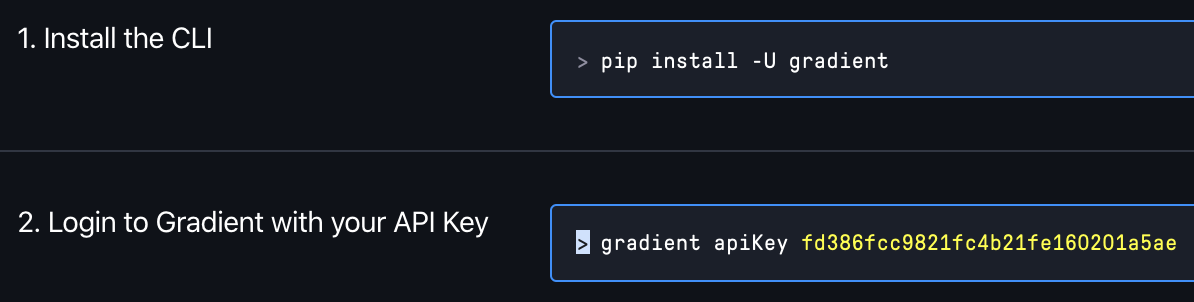 1. Install the CLI
> pip install -U gradient
2. Login to Gradient with your API Key
> gradient apiKey fd386fcc9821fc4b21fe160201a5ae